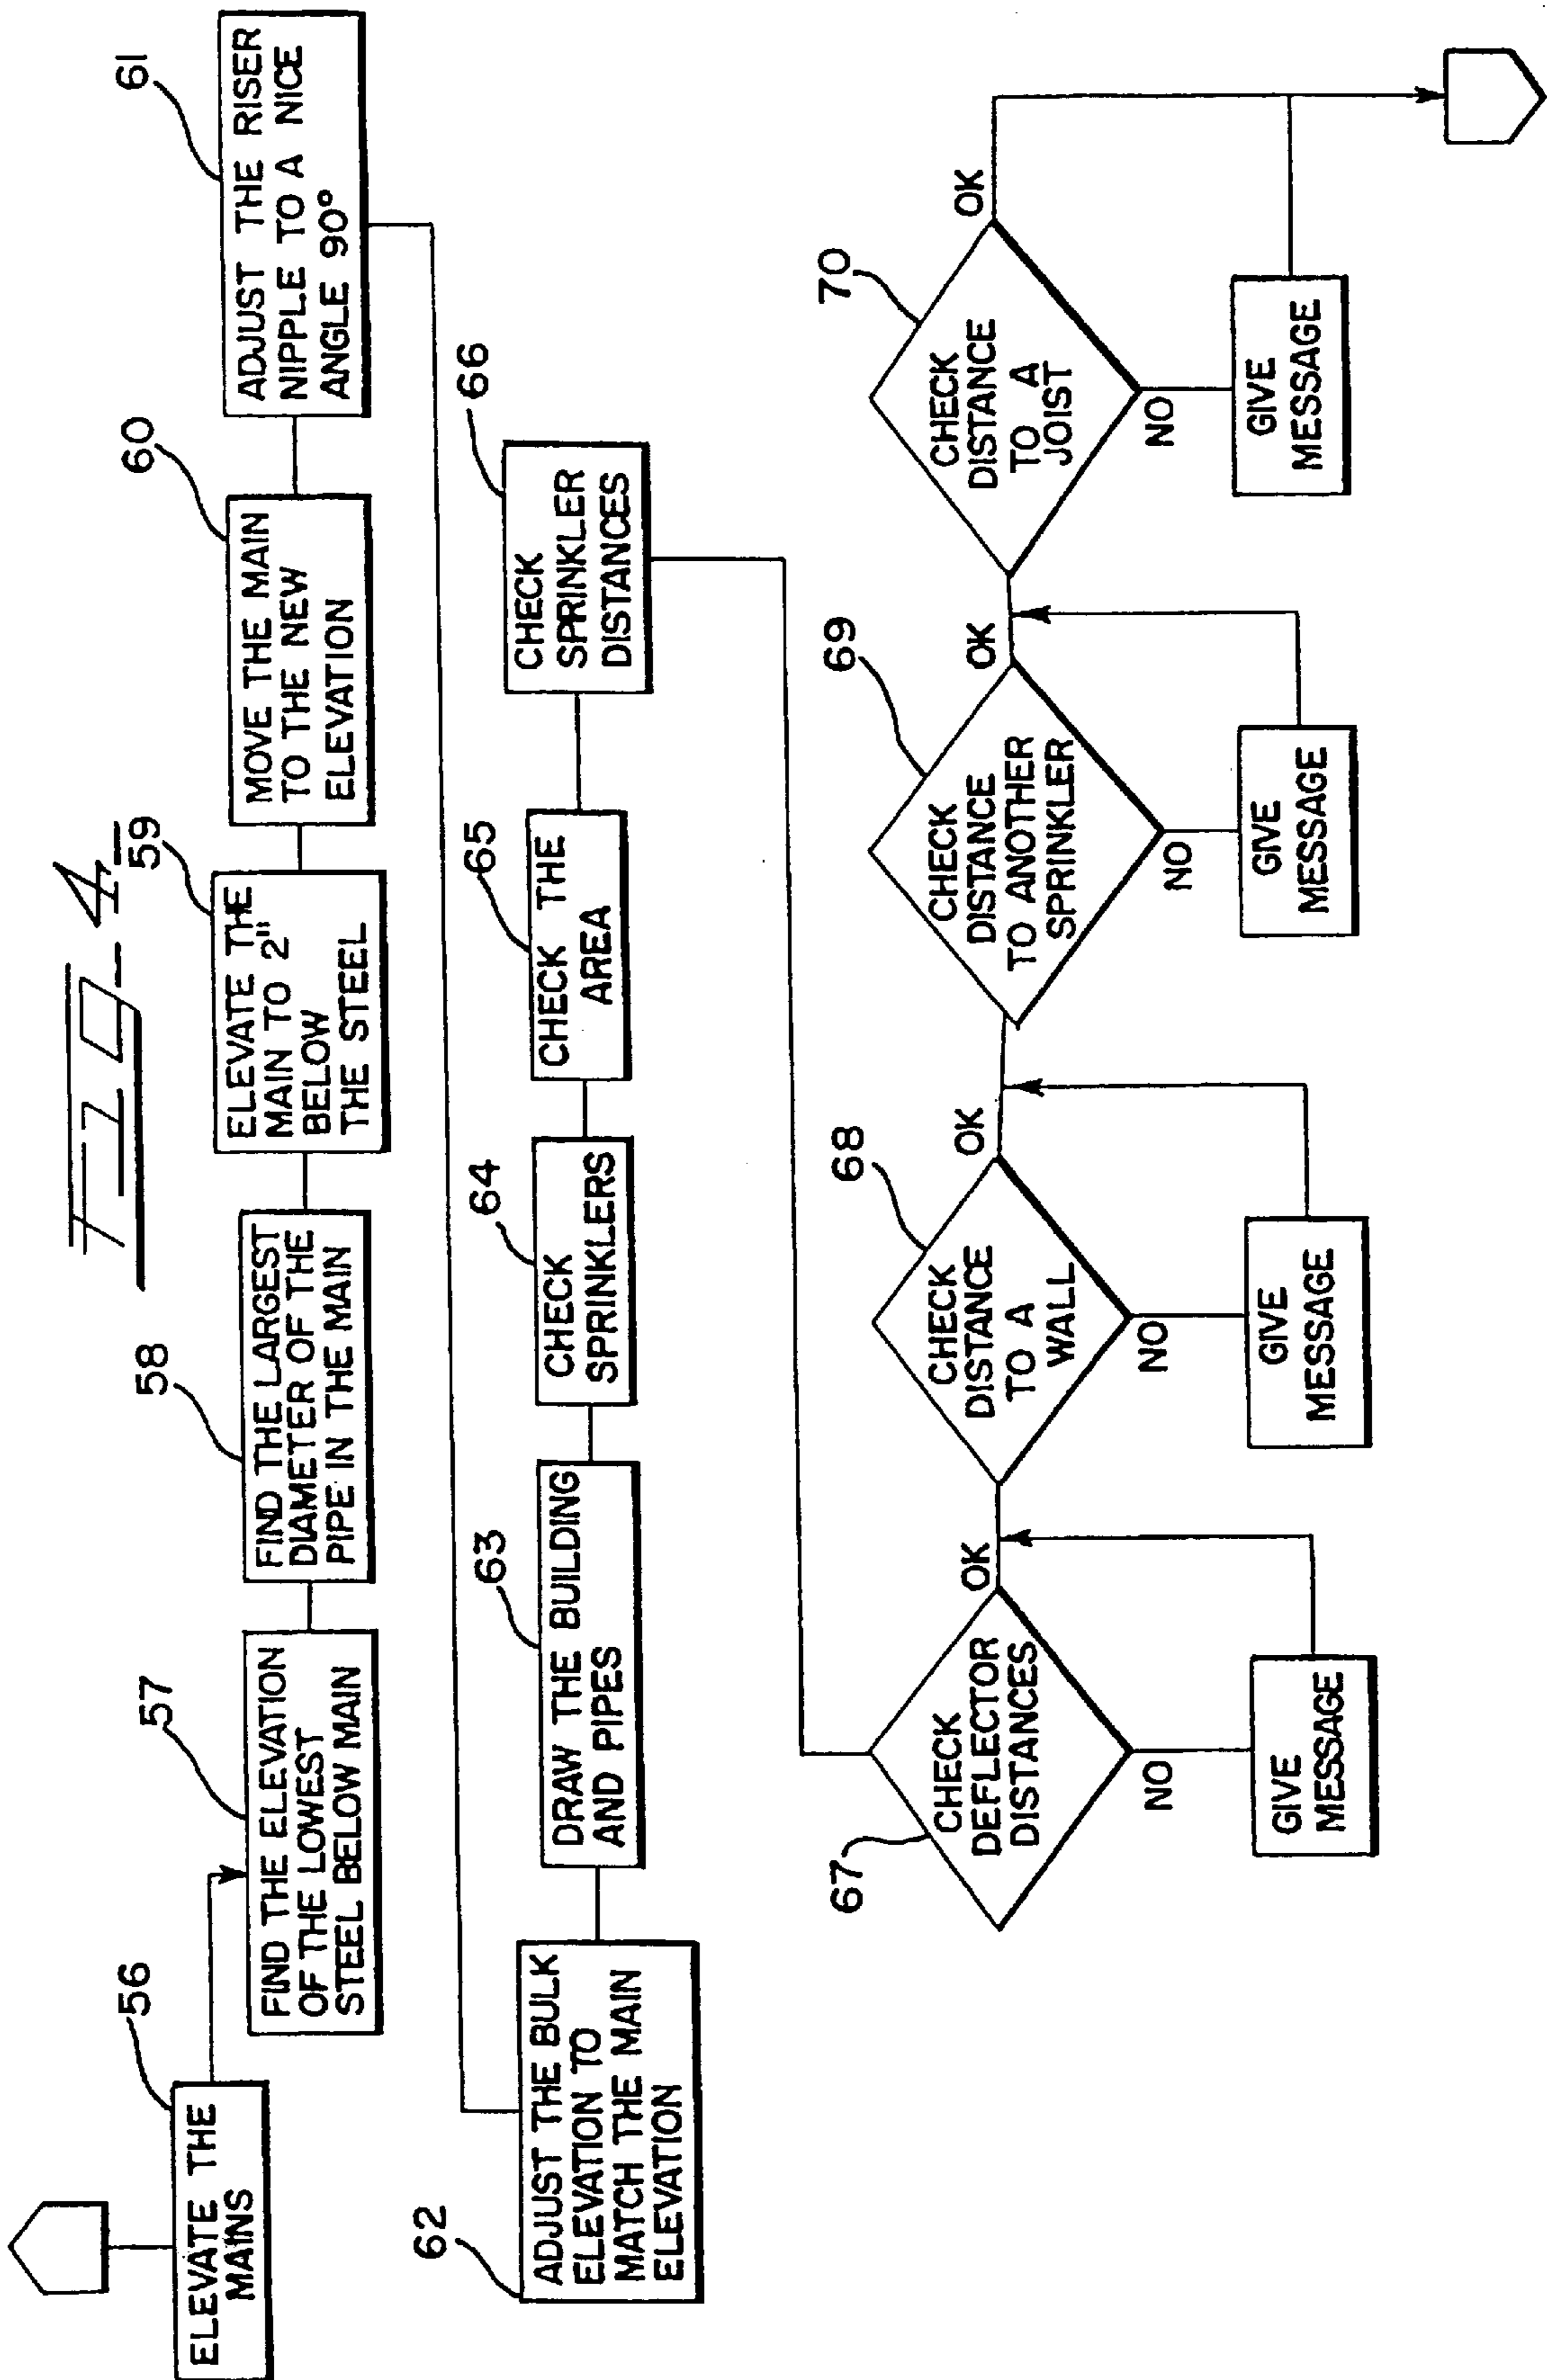 FIG-4-
56
ELEVATE THE
MAINS
57
FIND THE ELEVATION
OF THE LOWEST
STEEL BELOW MAIN
58
FIND THE LARGEST
DIAMETER OF THE
PIPE IN THE MAIN
59
ELEVATE THE
MAIN TO 2"
BELOW
THE STEEL
60
MOVE THE MAIN
TO THE NEW
ELEVATION
61
ADJUST THE RISER
NIPPLE TO A NICE
ANGLE 90°
62
ADJUST THE BULK
ELEVATION TO
MATCH THE MAIN
ELEVATION
63
DRAW THE BUILDING
AND PIPES
64
CHECK
SPRINKLERS
65
CHECK THE
AREA
66
CHECK
SPRINKLER
DISTANCES
67
CHECK
DEFLECTOR
DISTANCES
OK
NO
GIVE
MESSAGE
68
CHECK
DISTANCE
TO A
WALL
OK
NO
GIVE
MESSAGE
69
CHECK
DISTANCE
TO ANOTHER
SPRINKLER
OK
NO
GIVE
MESSAGE
70
CHECK
DISTANCE
TO A
JOIST
OK
NO
GIVE
MESSAGE